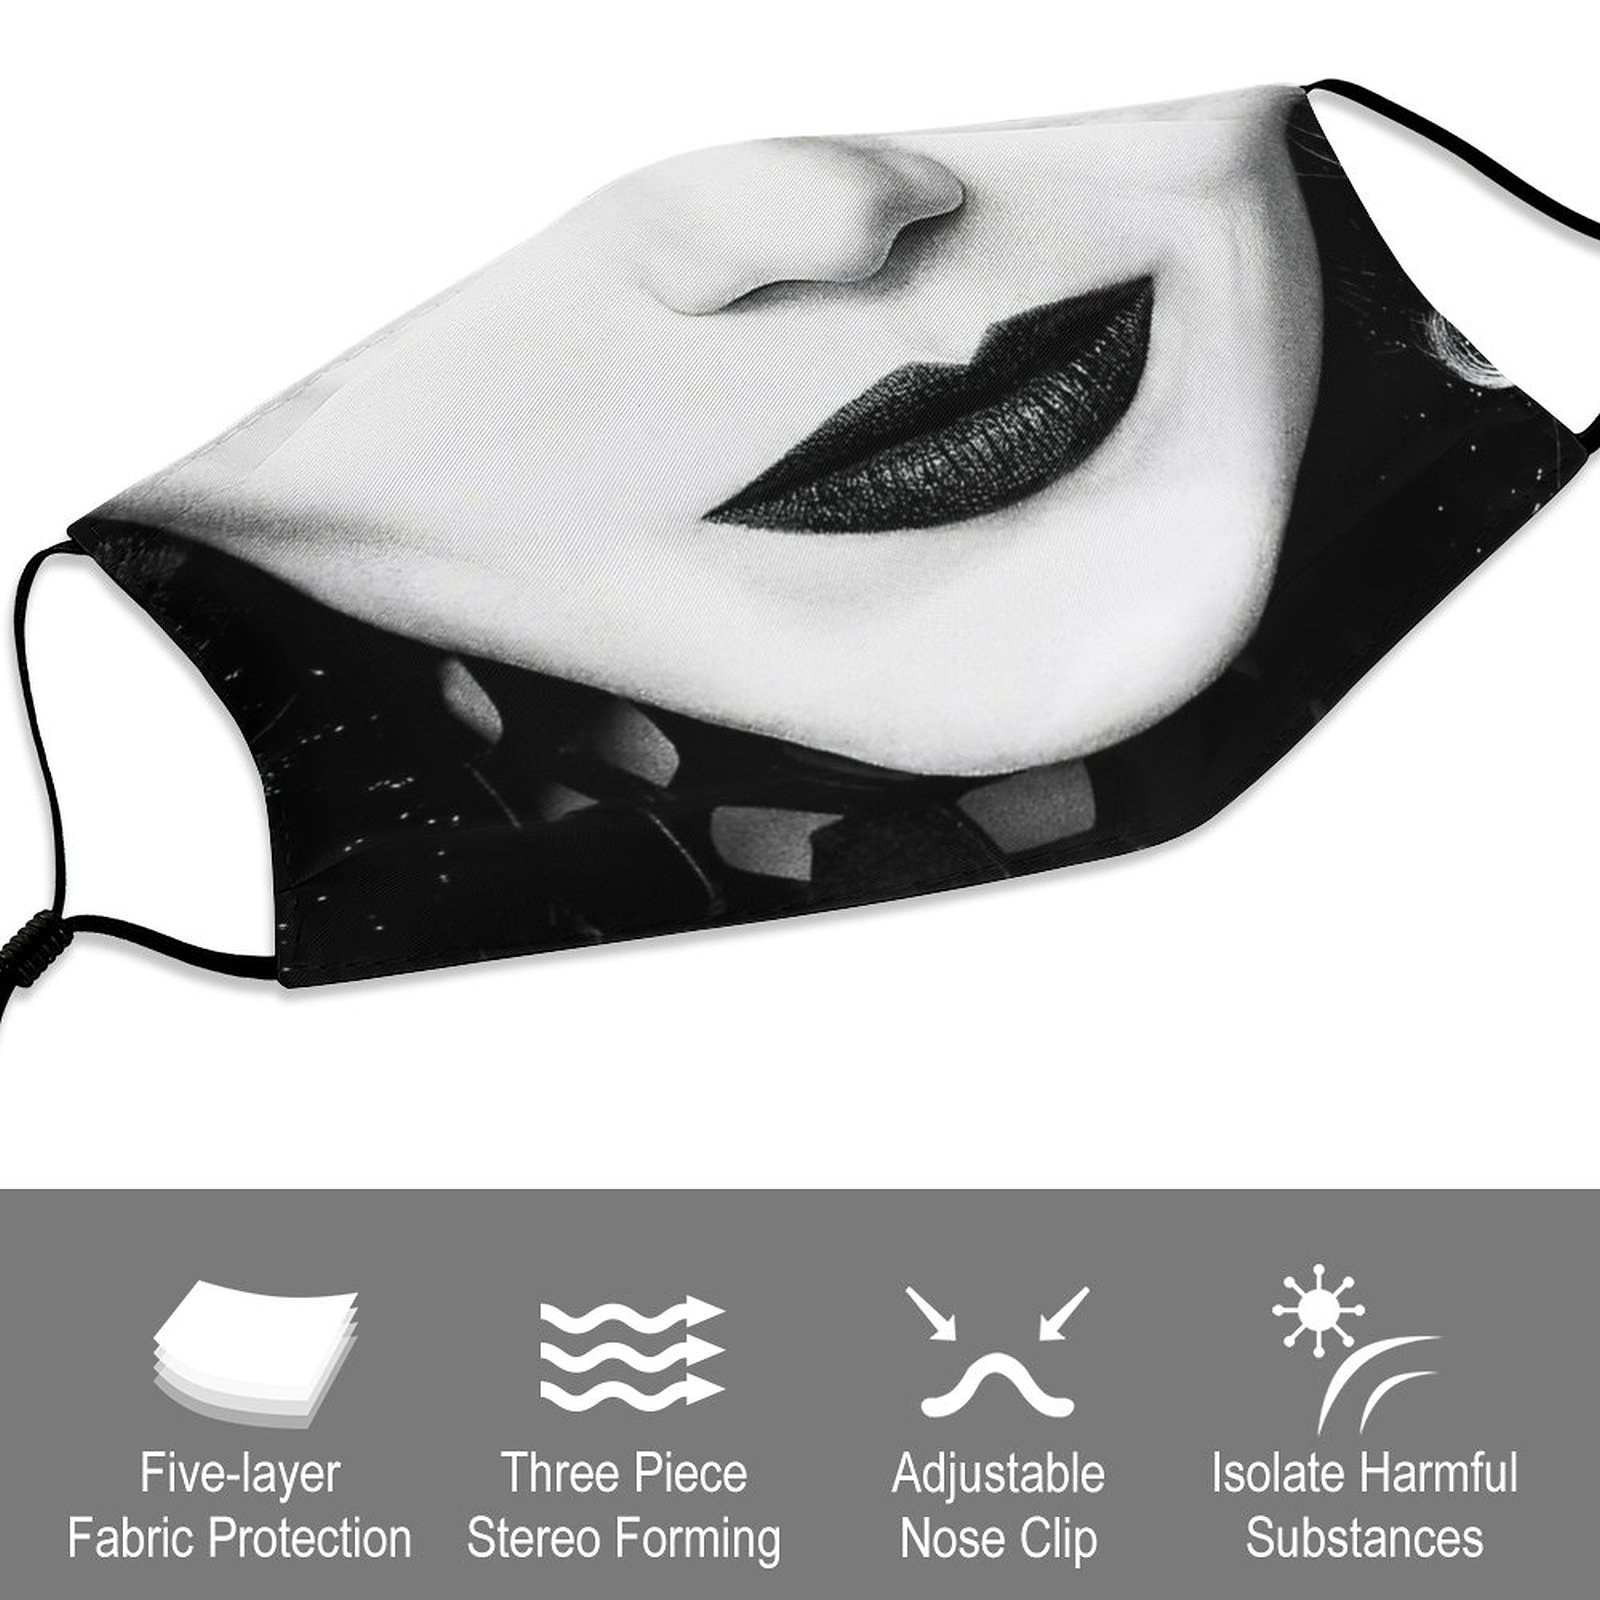 Five-layer
Fabric Protection
Three Piece
Stereo Forming
Adjustable
Nose Clip
Isolate Harmful
Substances